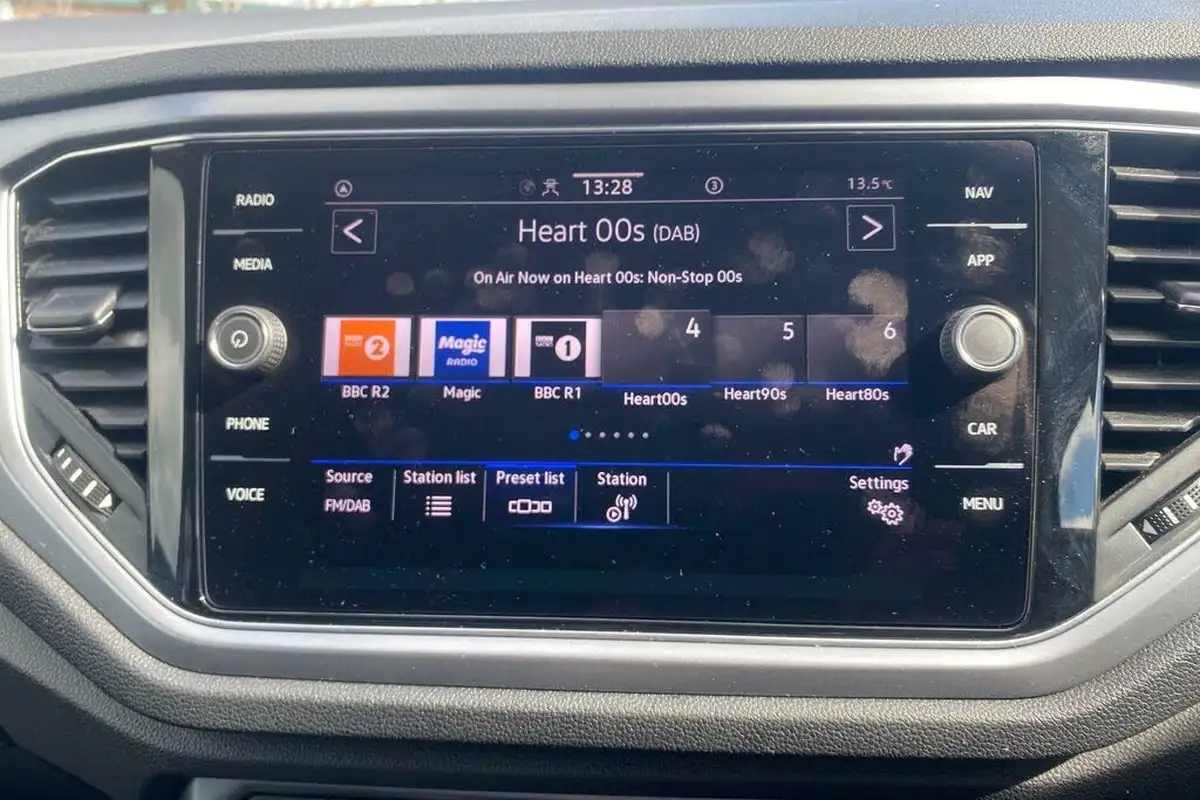 RADIO
MEDIA
PHONE
VOICE
13:28
3
13.5°C
<
Heart 00s (DAB)
>
On Air Now on Heart 00s: Non-Stop 00s
2
Magic
RADIO
1
4
5
6
BBC R2
Magic
BBC R1
Heart00s
Heart90s
Heart80s
Source
Station list
Preset list
Station
Settings
FM/DAB
NAV
APP
CAR
MENU